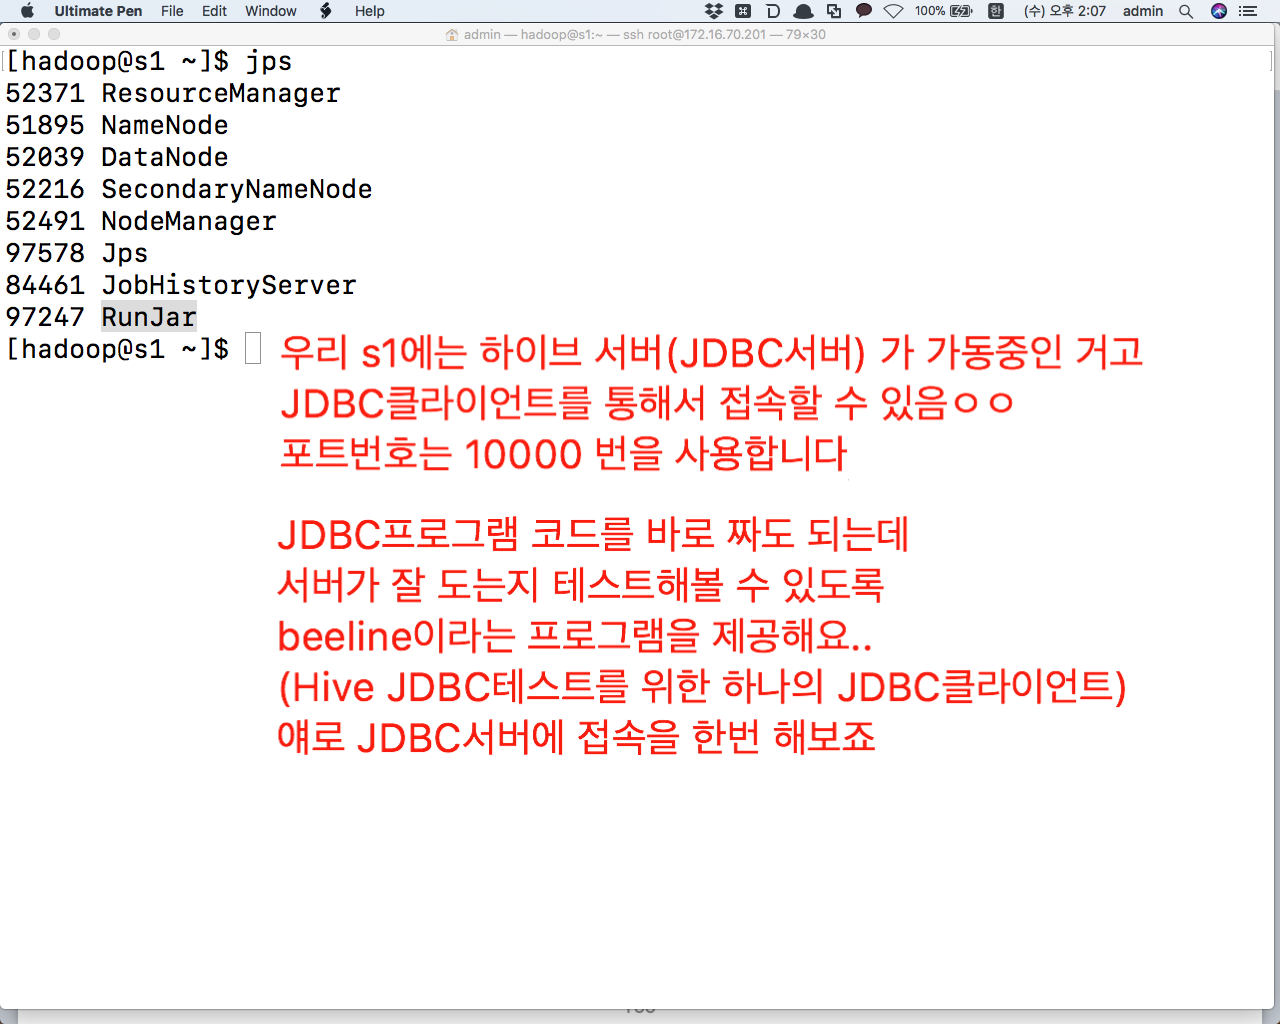 Ultimate Pen File Edit Window Help 100% 한 (수) 오후 2:07 admin
admin — hadoop@s1:~ — ssh root@172.16.70.201 — 79×30
[hadoop@s1 ~]$ jps
52371 ResourceManager
51895 NameNode
52039 DataNode
52216 SecondaryNameNode
52491 NodeManager
97578 Jps
84461 JobHistoryServer
97247 RunJar
[hadoop@s1 ~]$
우리 s1에는 하이브 서버(JDBC서버) 가 가동중인 거고
JDBC클라이언트를 통해서 접속할 수 있음ㅇㅇ
포트번호는 10000 번을 사용합니다
JDBC프로그램 코드를 바로 짜도 되는데
서버가 잘 도는지 테스트해볼 수 있도록
beeline이라는 프로그램을 제공해요..
(Hive JDBC테스트를 위한 하나의 JDBC클라이언트)
얘로 JDBC서버에 접속을 한번 해보죠